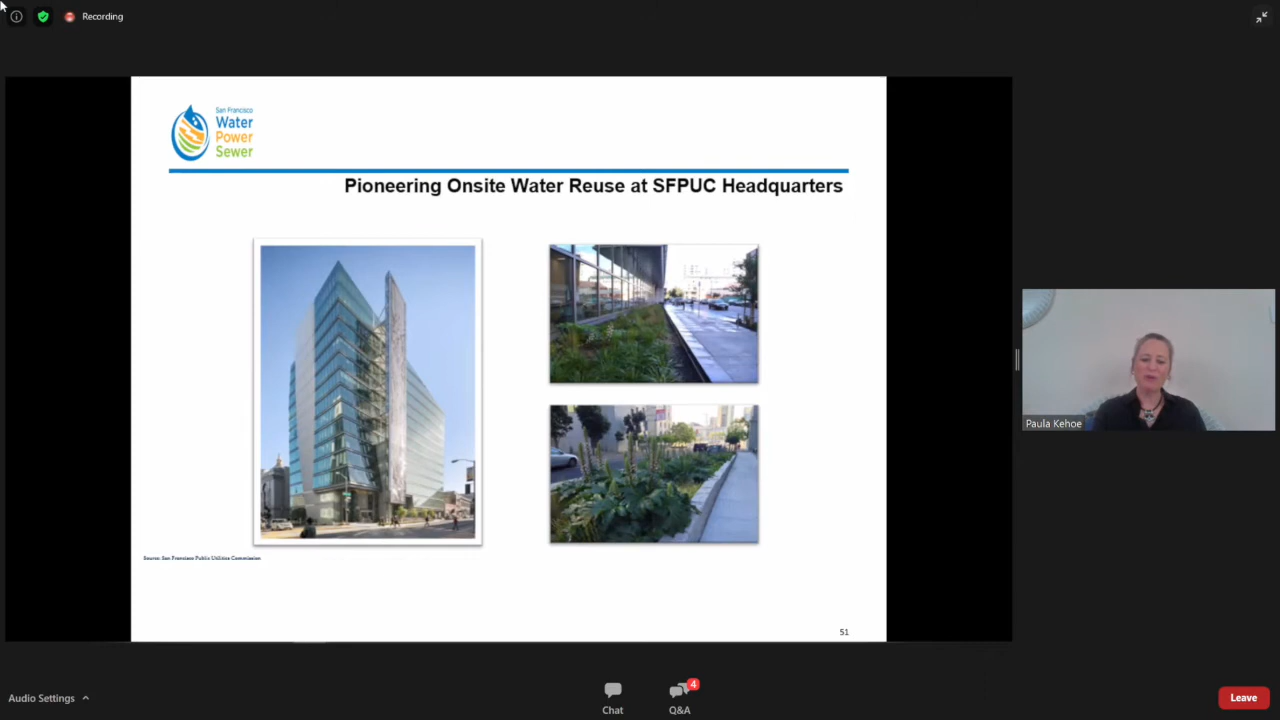 Recording
San Francisco
Water
Power
Sewer
Pioneering Onsite Water Reuse at SFPUC Headquarters
Source: San Francisco Public Utilities Commission
51
Paula Kehoe
Audio Settings
Chat
4
Q&A
Leave